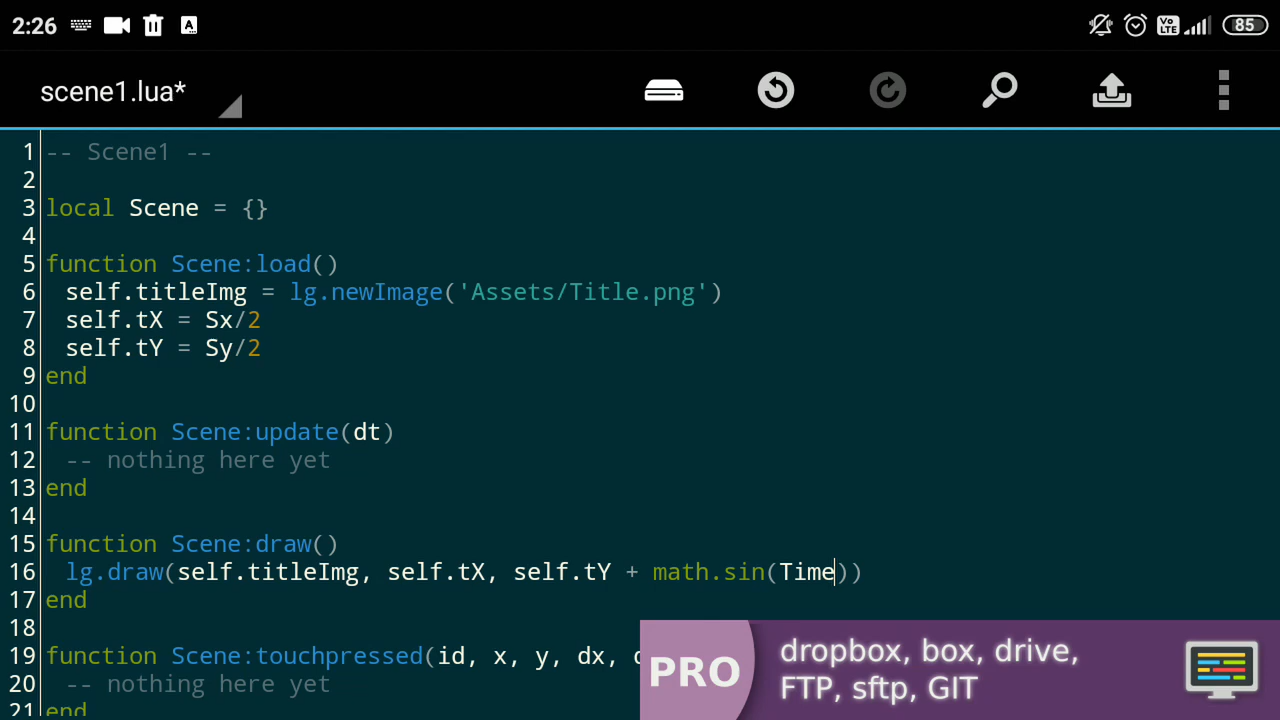 2:26 A VoLTE 85
scene1.lua*
1 -- Scene1 --
2
3 local Scene = {}
4
5 function Scene:load()
6 self.titleImg = lg.newImage('Assets/Title.png')
7 self.tX = Sx/2
8 self.tY = Sy/2
9 end
10
11 function Scene:update(dt)
12 -- nothing here yet
13 end
14
15 function Scene:draw()
16 lg.draw(self.titleImg, self.tX, self.tY + math.sin(Time))
17 end
18
19 function Scene:touchpressed(id, x, y, dx,
20 -- nothing here yet
21 end
PRO
dropbox, box, drive,
FTP, sftp, GIT